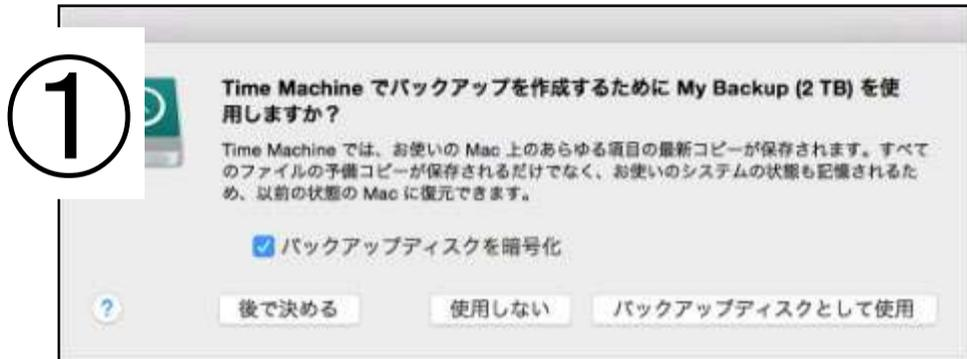 ①
Time Machine でバックアップを作成するために My Backup (2 TB) を使
用しますか？
Time Machine では、お使いの Mac 上のあらゆる項目の最新コピーが保存されます。すべて
のファイルの予備コピーが保存されるだけでなく、お使いのシステムの状態も記憶されるた
め、以前の状態の Mac に復元できます。
バックアップディスクを暗号化
? 後で決める 使用しない バックアップディスクとして使用